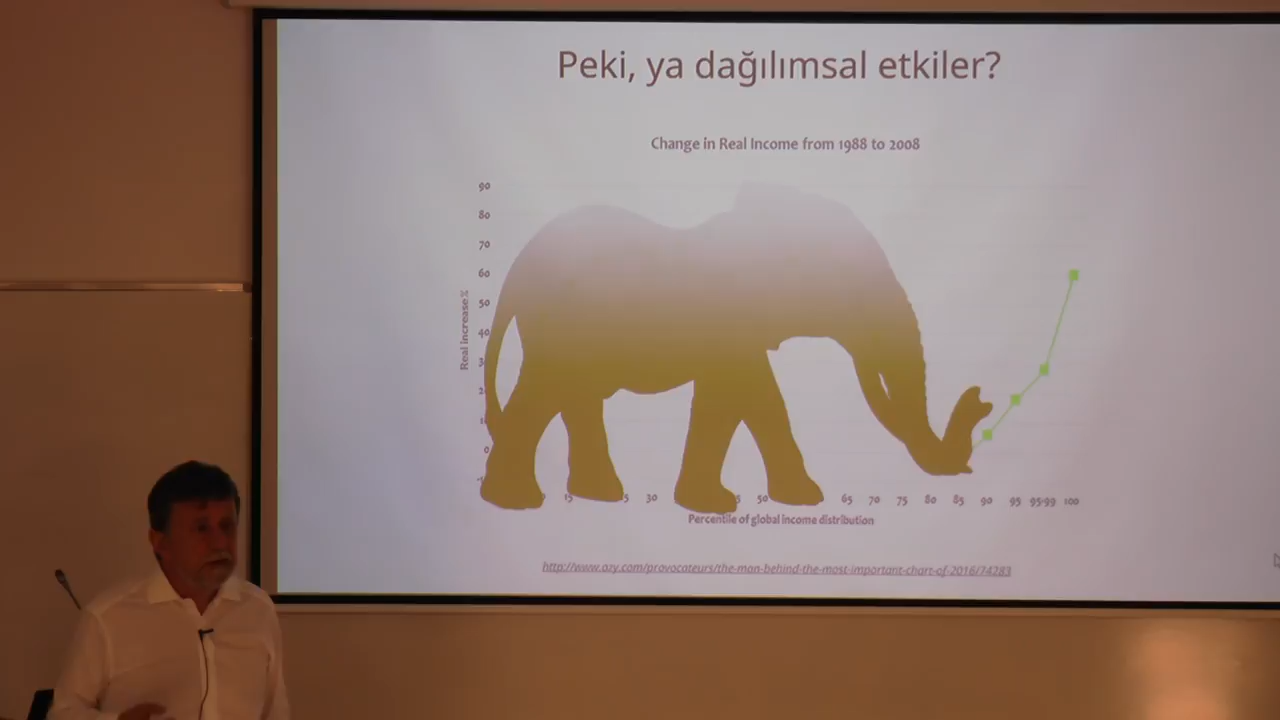 Peki, ya dağılımsal etkiler?
Change in Real Income from 1988 to 2008
90
80
70
60
50
40
0
Real increase%
15
30
50
65 70 75 80 85 90 95 95-99 100
Percentile of global income distribution
http://www.ozy.com/provocateurs/the-man-behind-the-most-important-chart-of-2016/74283